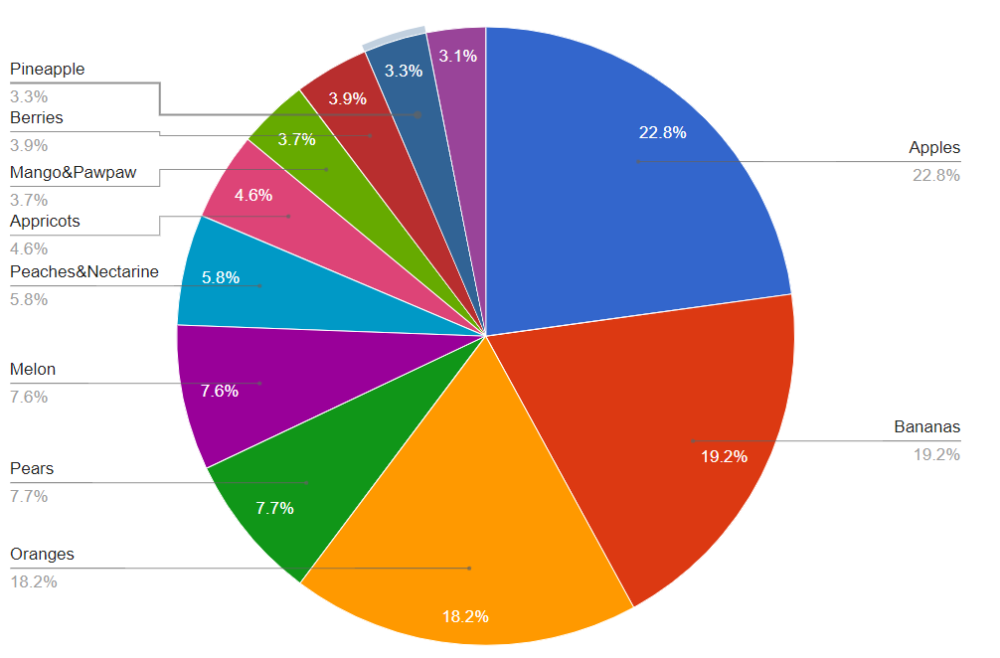 Pineapple
3.3%
Berries
3.9%
Mango&Pawpaw
3.7%
Appricots
4.6%
Peaches&Nectarine
5.8%
Melon
7.6%
Pears
7.7%
Oranges
18.2%
3.1%
3.3%
3.9%
3.7%
4.6%
5.8%
7.6%
7.7%
18.2%
19.2%
22.8%
Apples
22.8%
Bananas
19.2%